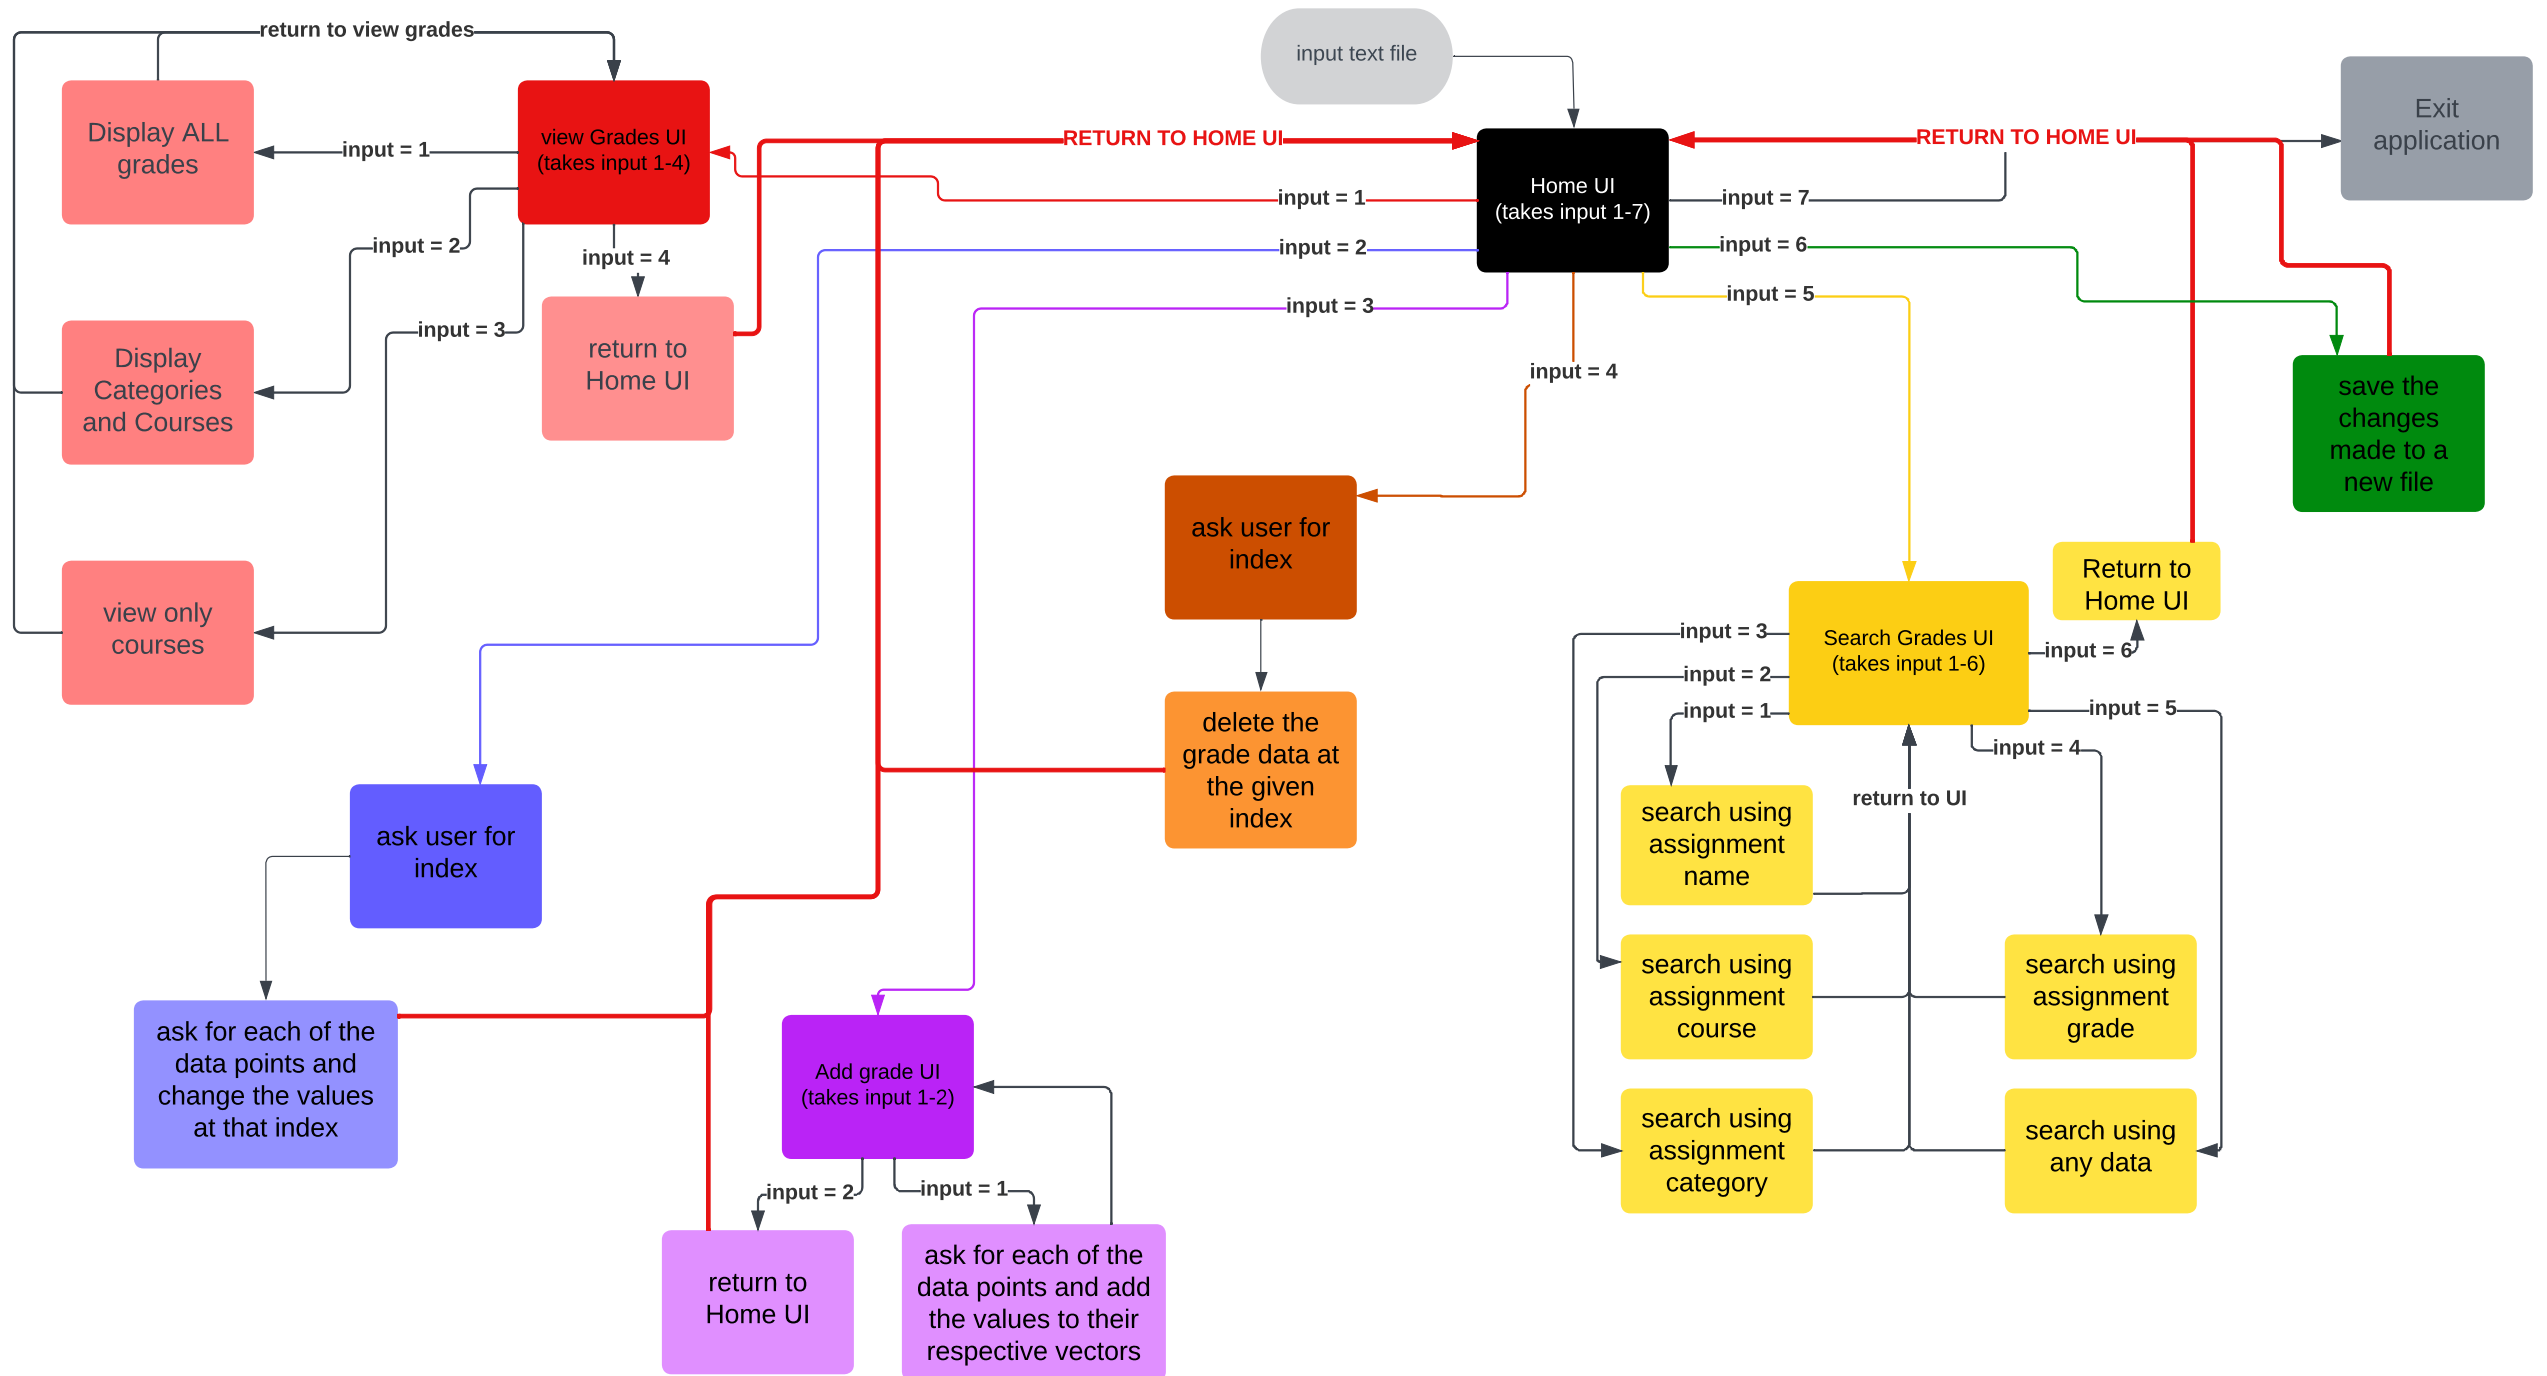 return to view grades
input text file
Exit
application
Display ALL
grades
input = 1
view Grades UI
(takes input 1-4)
RETURN TO HOME UI
RETURN TO HOME UI
Home UI
(takes input 1-7)
input = 1
input = 7
input = 2
input = 4
input = 2
input = 6
input = 3
input = 5
input = 3
return to
Home UI
input = 4
Display
Categories
and Courses
save the
changes
made to a
new file
ask user for
index
view only
courses
Return to
Home UI
input = 3
Search Grades UI
(takes input 1-6)
input = 6
input = 2
input = 1
input = 5
input = 4
delete the
grade data at
the given
index
return to UI
search using
assignment
name
ask user for
index
search using
assignment
course
search using
assignment
grade
ask for each of the
data points and
change the values
at that index
Add grade UI
(takes input 1-2)
search using
assignment
category
search using
any data
input = 2
input = 1
return to
Home UI
ask for each of the
data points and add
the values to their
respective vectors